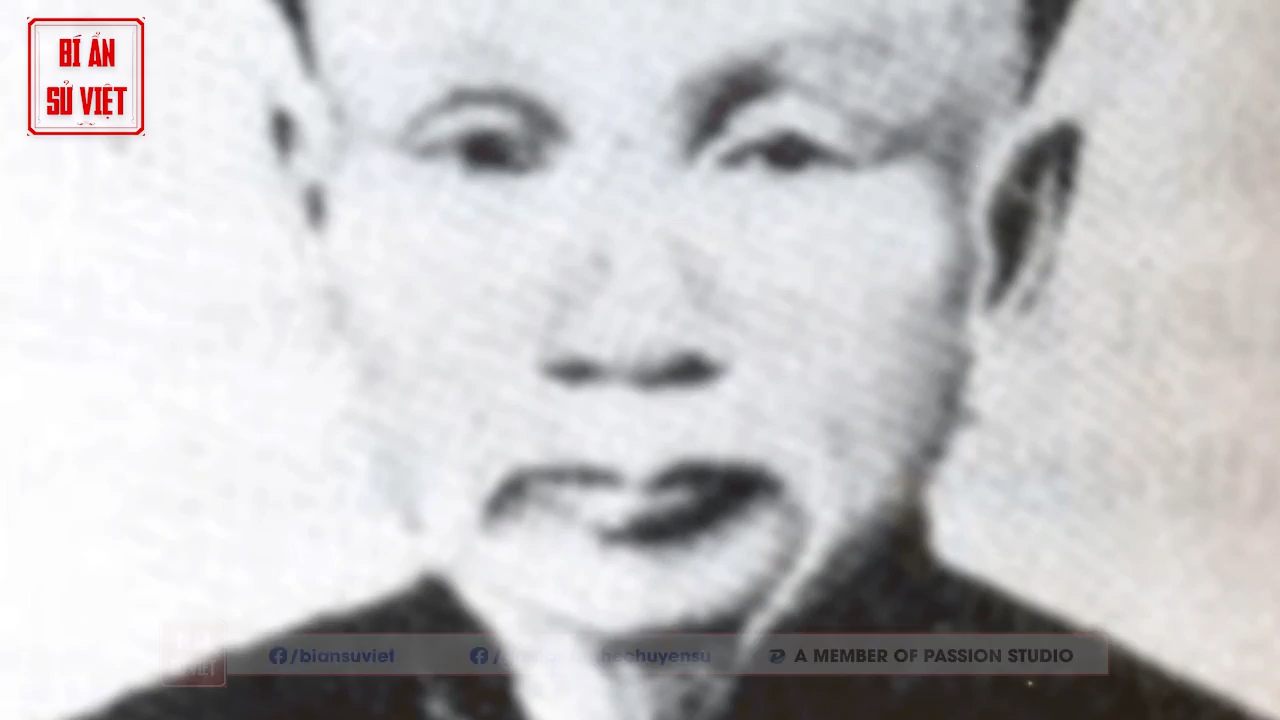 BÍ ẨN
SỬ VIỆT
/biansuviet
A MEMBER OF PASSION STUDIO